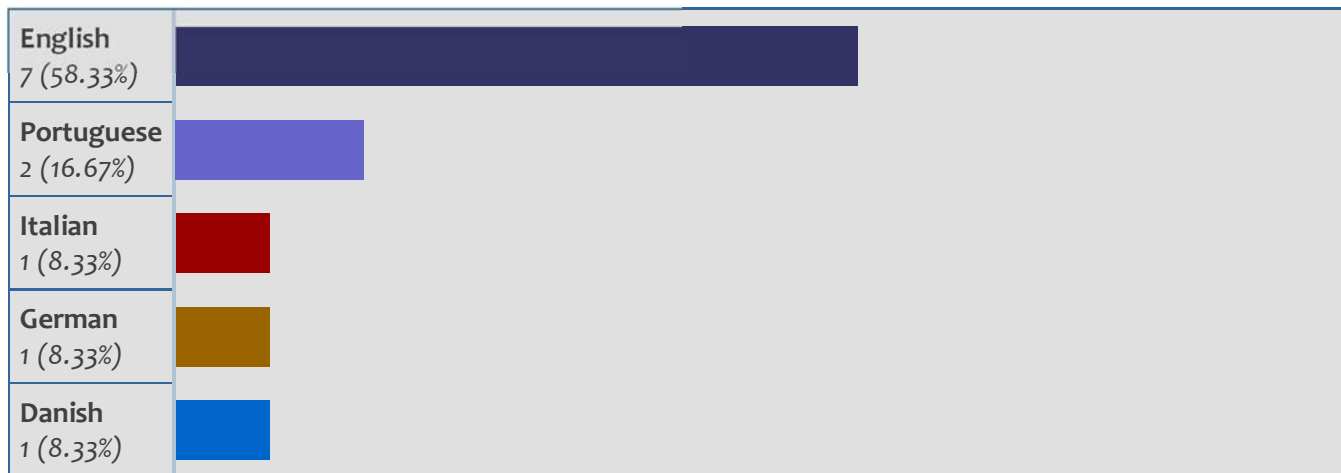 English
7 (58.33%)
Portuguese
2 (16.67%)
Italian
1 (8.33%)
German
1 (8.33%)
Danish
1 (8.33%)